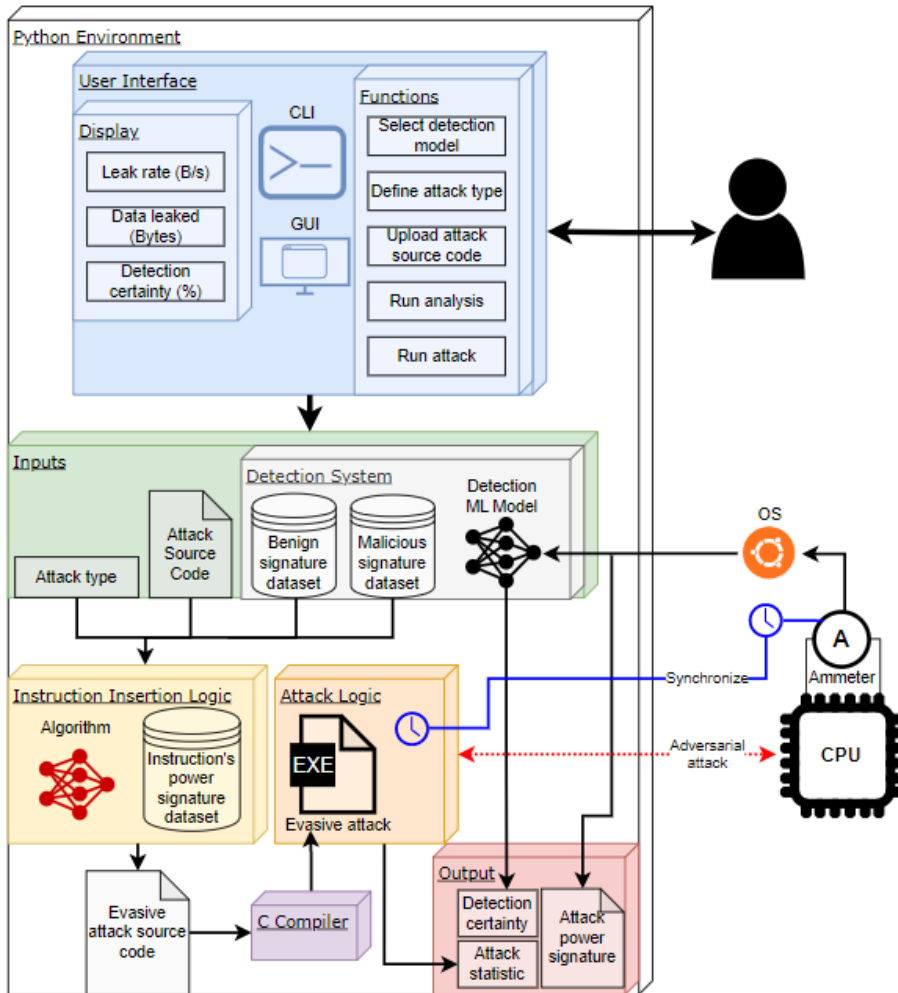 Python Environment
User Interface
Display
Leak rate (B/s)
Data leaked
(Bytes)
Detection
certainty (%)
CLI
GUI
Functions
Select detection
model
Define attack type
Upload attack
source code
Run analysis
Run attack
Inputs
Attack type
Attack
Source
Code
Detection System
Benign
signature
dataset
Malicious
signature
dataset
Detection
ML Model
OS
A
Ammeter
Synchronize
CPU
Adversarial
attack
Instruction Insertion Logic
Algorithm
Instruction's
power
signature
dataset
Attack Logic
EXE
Evasive attack
Evasive
attack source
code
C Compiler
Output
Detection
certainty
Attack
statistic
Attack
power
signature